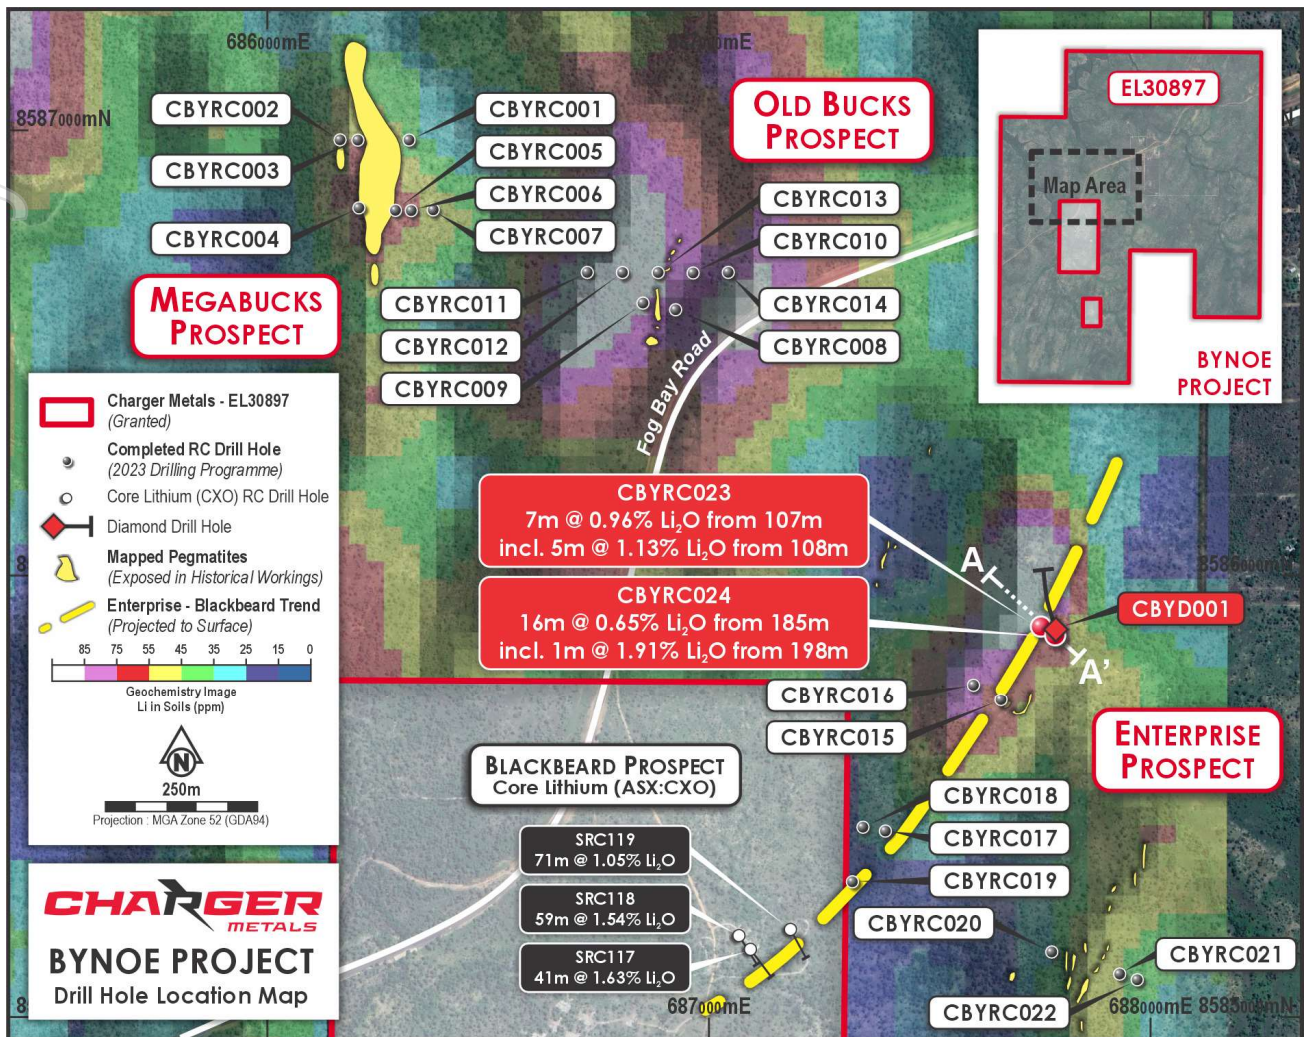 686000mE
mE
8587000mN
CBYRC002
CBYRC001
CBYRC005
CBYRC003
CBYRC006
CBYRC004
CBYRC007
OLD BUCKS
PROSPECT
EL30897
Map Area
BYNOE
PROJECT
CBYRC013
CBYRC010
MEGABUCKS
PROSPECT
CBYRC011
CBYRC014
CBYRC012
CBYRC008
CBYRC009
Fog Bay Road
Charger Metals - EL30897
(Granted)
Completed RC Drill Hole
(2023 Drilling Programme)
Core Lithium (CXO) RC Drill Hole
Diamond Drill Hole
Mapped Pegmatites
(Exposed in Historical Workings)
Enterprise - Blackbeard Trend
(Projected to Surface)
85 75 55 45 35 25 15 0
Geochemistry Image
Li in Soils (ppm)
N
250m
Projection : MGA Zone 52 (GDA94)
CBYRC023
7m @ 0.96% Li₂O from 107m
incl. 5m @ 1.13% Li₂O from 108m
CBYRC024
16m @ 0.65% Li₂O from 185m
incl. 1m @ 1.91% Li₂O from 198m
A
8586000mN
CBYD001
A'
CBYRC016
CBYRC015
ENTERPRISE
PROSPECT
BLACKBEARD PROSPECT
Core Lithium (ASX:CXO)
CBYRC018
CBYRC017
CBYRC019
SRC119
71m @ 1.05% Li₂O
SRC118
59m @ 1.54% Li₂O
SRC117
41m @ 1.63% Li₂O
CBYRC020
CBYRC021
CBYRC022
CHARGER
METALS
BYNOE PROJECT
Drill Hole Location Map
687000mE
688000mE
8585000mN